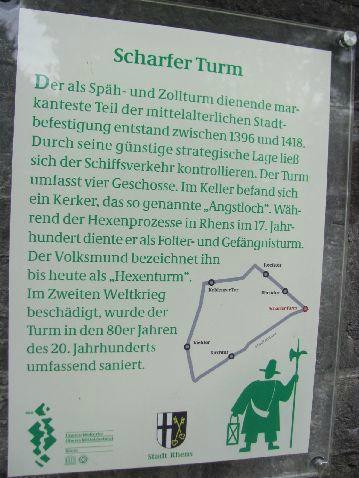 Scharfer Turm
Der als Späh- und Zollturm dienende mar-
kanteste Teil der mittelalterlichen Stadt-
befestigung entstand zwischen 1396 und 1418.
Durch seine günstige strategische Lage ließ
sich der Schiffsverkehr kontrollieren. Der Turm
umfasst vier Geschosse. Im Keller befand sich
ein Kerker, das so genannte „Angstloch“. Wäh-
rend der Hexenprozesse in Rhens im 17. Jahr-
hundert diente er als Folter- und Gefängnisturm.
Der Volksmund bezeichnet ihn
bis heute als „Hexenturm“.
Im Zweiten Weltkrieg
beschädigt, wurde der
Turm in den 80er Jahren
des 20. Jahrhunderts
umfassend saniert.
Scharfer Turm
Stadt Rhens